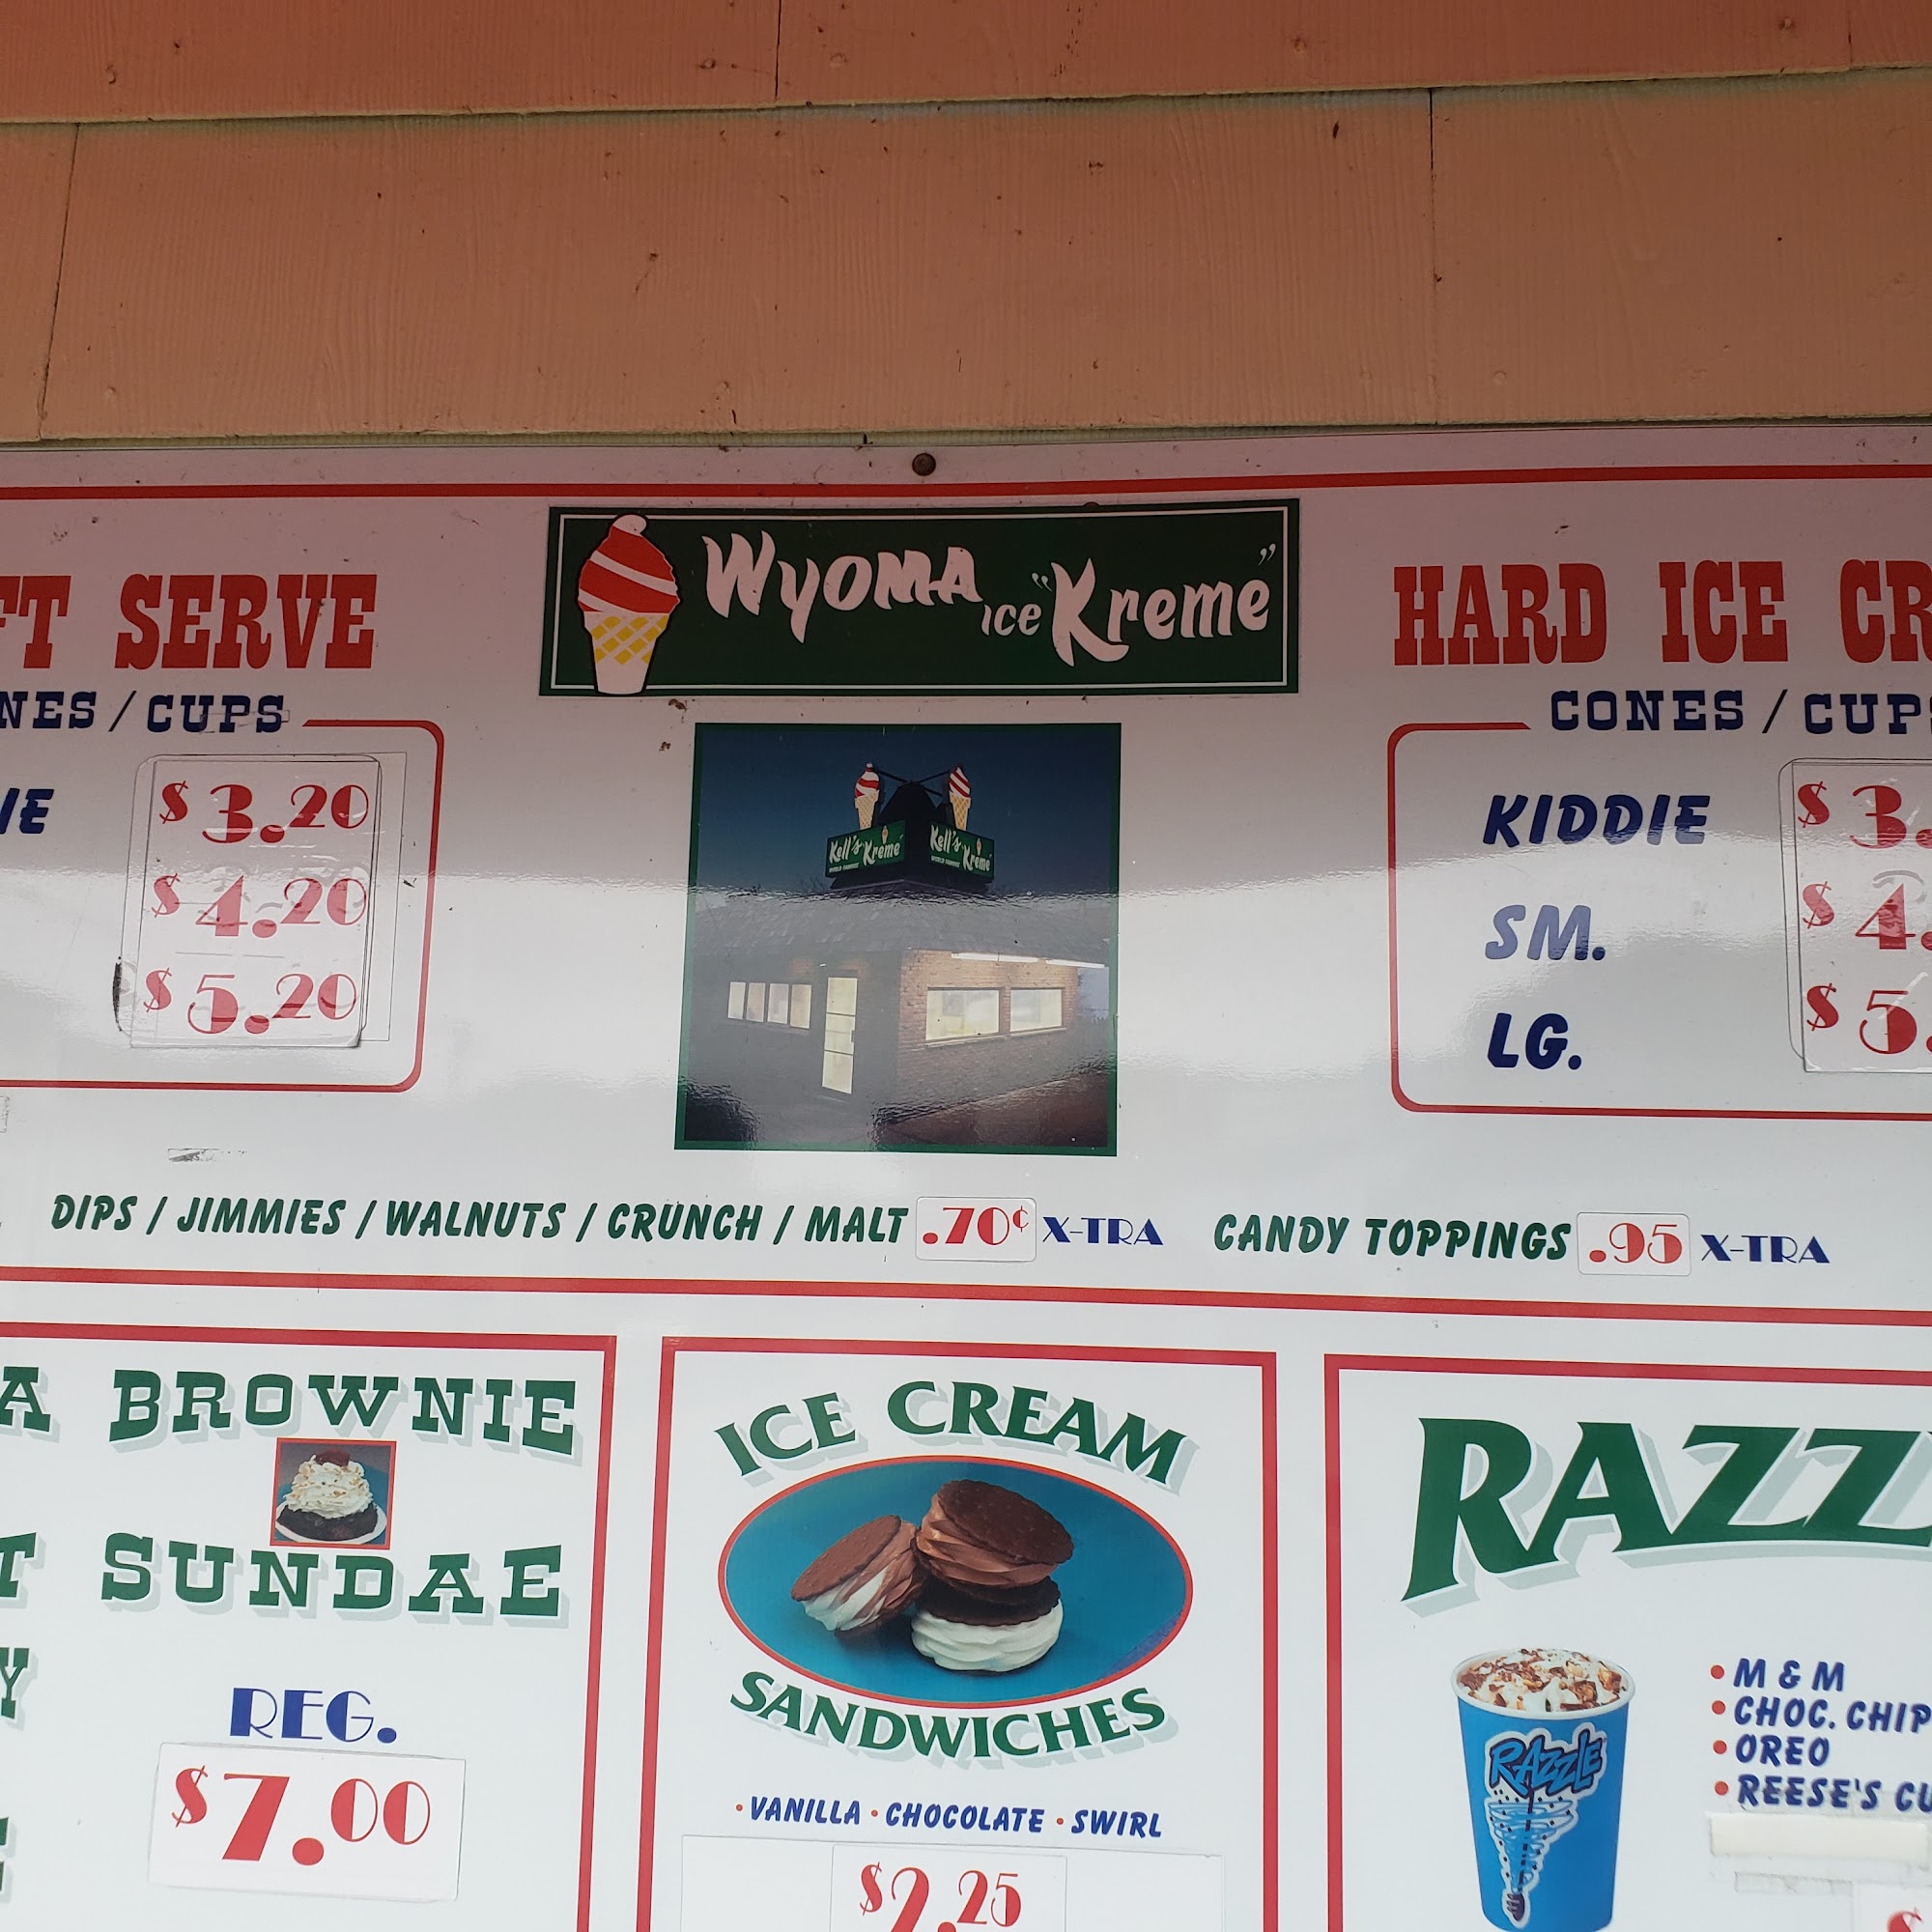 FT SERVE
NES / CUPS
IE $3.20
$4.20
$5.20
WYOMA ICE "Kreme"
Kell's Kreme
Kell's Kreme
HARD ICE CR
CONES / CUPS
KIDDIE $3.
SM. $4.
LG. $5.
DIPS / JIMMIES / WALNUTS / CRUNCH / MALT .70¢ X-TRA CANDY TOPPINGS .95 X-TRA
A BROWNIE
T SUNDAE
Y
REG.
$7.00
ICE CREAM
SANDWICHES
• VANILLA • CHOCOLATE • SWIRL
$2.25
RAZZL
RAZZLE
• M & M
• CHOC. CHIP
• OREO
• REESE'S CU